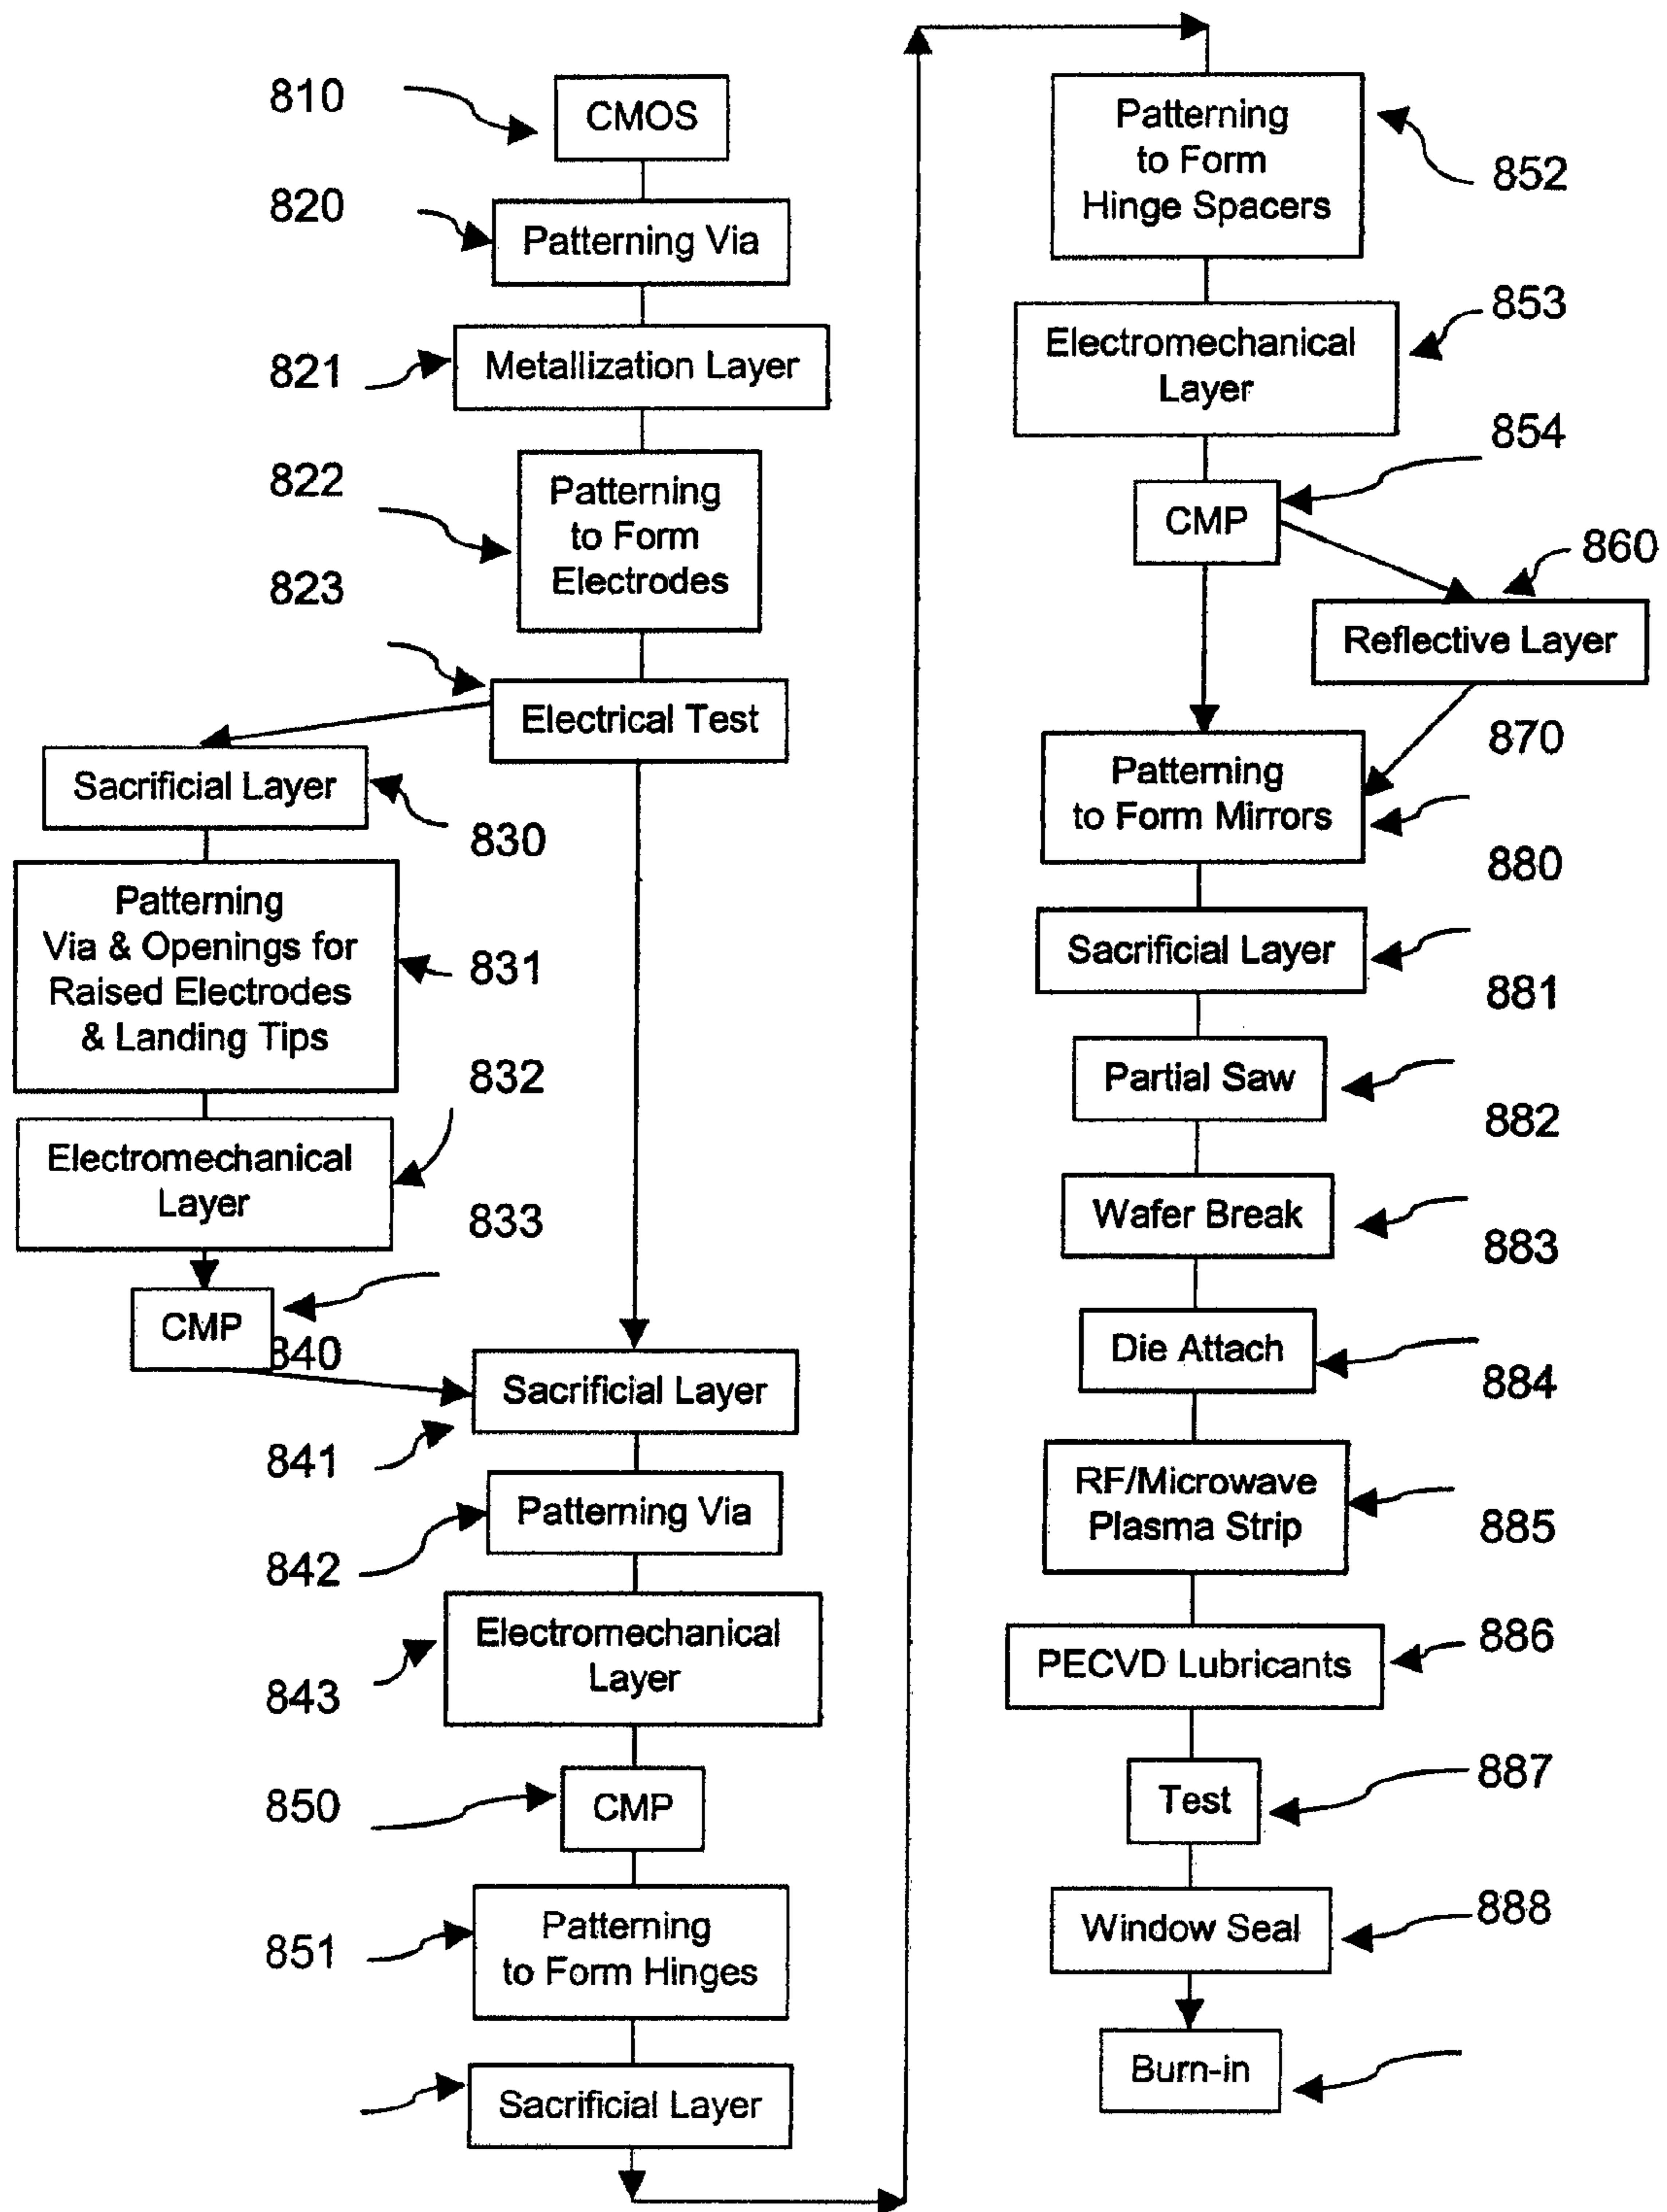 810
CMOS
820
Patterning Via
821
Metallization Layer
822
Patterning
to Form
Electrodes
823
Electrical Test
Sacrificial Layer
830
Patterning
Via & Openings for
Raised Electrodes
& Landing Tips
831
832
Electromechanical
Layer
833
CMP
840
Sacrificial Layer
841
Patterning Via
842
Electromechanical
Layer
843
CMP
850
Patterning
to Form Hinges
851
Sacrificial Layer
Patterning
to Form
Hinge Spacers
852
853
Electromechanical
Layer
854
CMP
860
Reflective Layer
870
Patterning
to Form Mirrors
880
Sacrificial Layer
881
Partial Saw
882
Wafer Break
883
Die Attach
884
RF/Microwave
Plasma Strip
885
886
PECVD Lubricants
887
Test
888
Window Seal
Burn-in